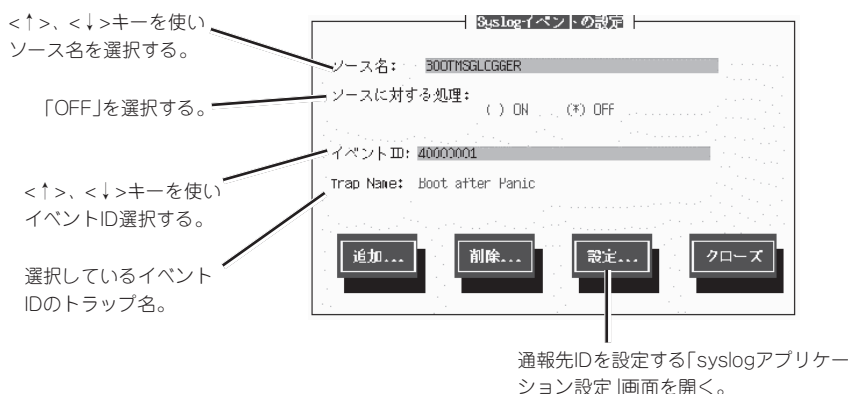 <↑>、<↓>キーを使い
ソース名を選択する。
「OFF」を選択する。
<↑>、<↓>キーを使い
イベントID選択する。
選択しているイベント
IDのトラップ名。
Syslogイベントの設定
ソース名: BOOTMSGLOGGER
ソースに対する処理:
( ) ON (*) OFF
イベントID: 40000001
Trap Name: Boot after Panic
追加... 削除... 設定... クローズ
通報先IDを設定する「syslogアプリケー
ション設定」画面を開く。